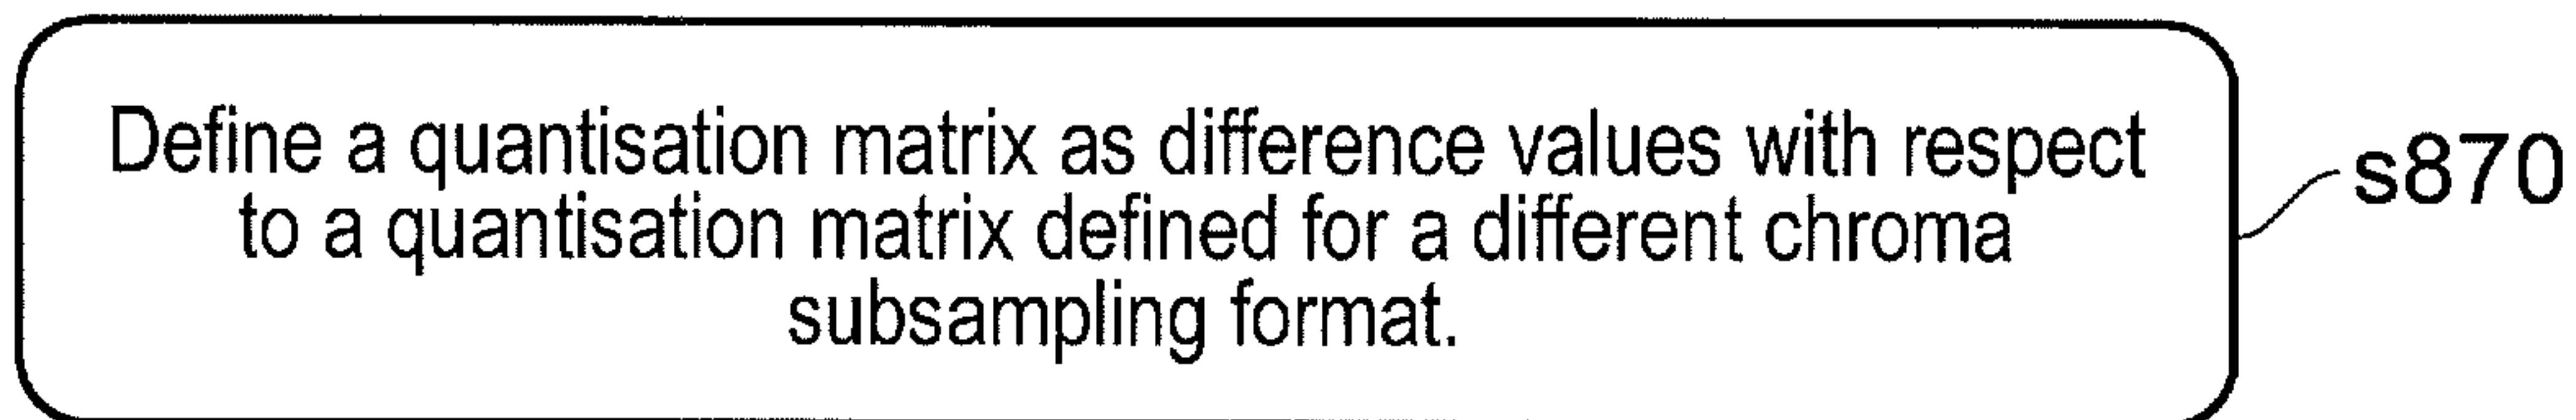 Define a quantisation matrix as difference values with respect
to a quantisation matrix defined for a different chroma
subsampling format.
s870